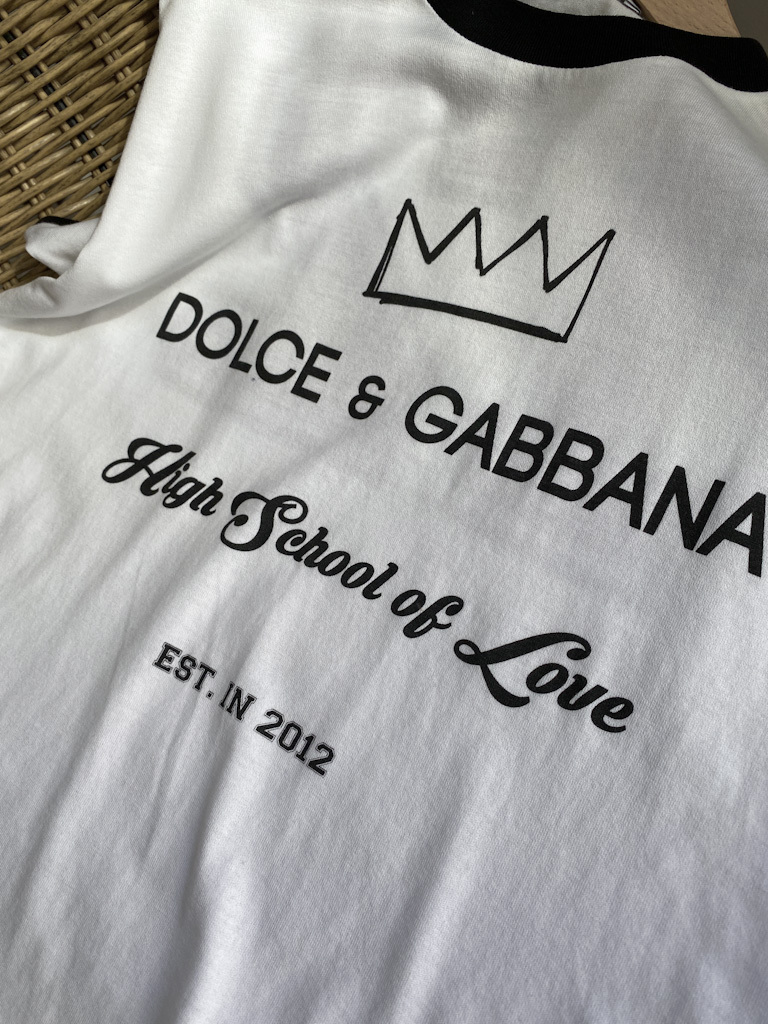 DOLCE & GABBANA
High School of Love
EST. IN 2012